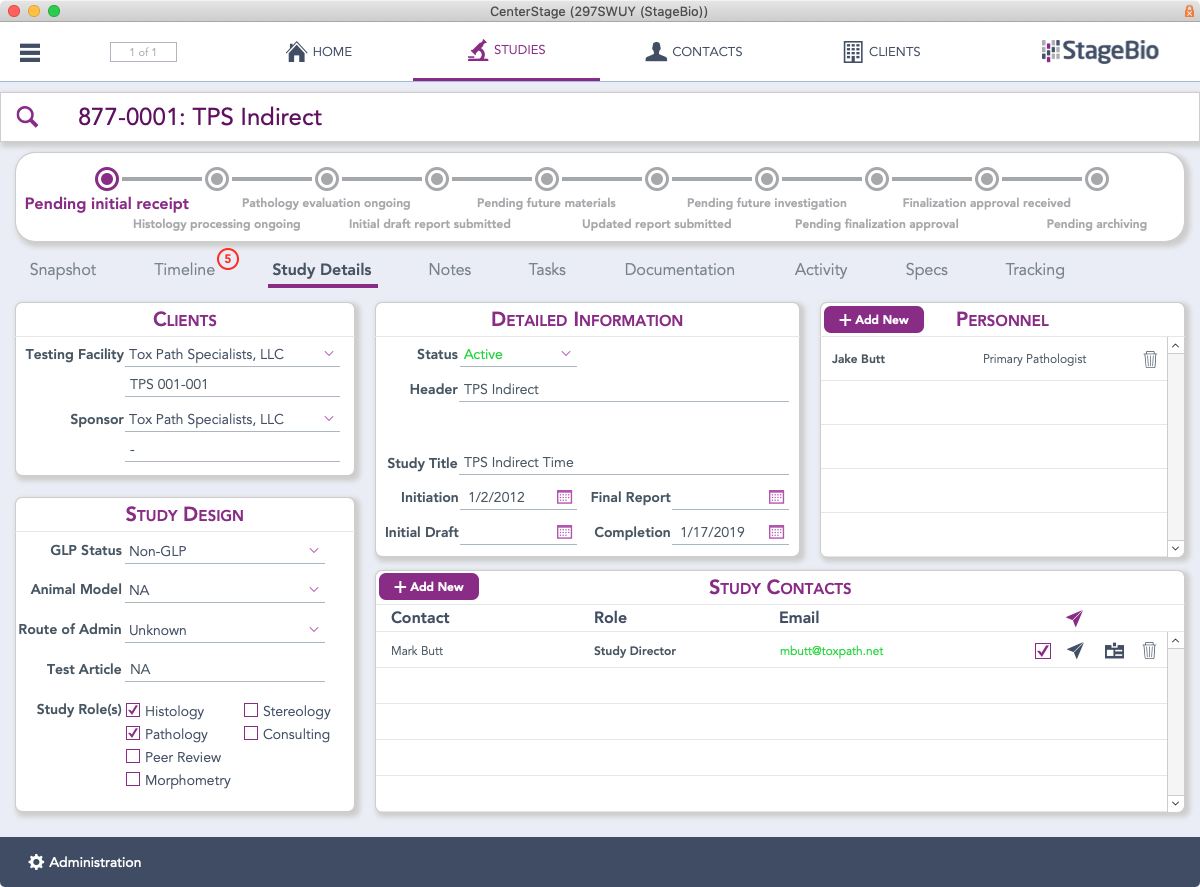 CenterStage (297SWUY (StageBio))
1 of 1
HOME
STUDIES
CONTACTS
CLIENTS
StageBio
877-0001: TPS Indirect
Pending initial receipt
Histology processing ongoing
Pathology evaluation ongoing
Initial draft report submitted
Pending future materials
Updated report submitted
Pending future investigation
Pending finalization approval
Finalization approval received
Pending archiving
Snapshot
Timeline
5
Study Details
Notes
Tasks
Documentation
Activity
Specs
Tracking
CLIENTS
Testing Facility Tox Path Specialists, LLC
TPS 001-001
Sponsor Tox Path Specialists, LLC
-
STUDY DESIGN
GLP Status Non-GLP
Animal Model NA
Route of Admin Unknown
Test Article NA
Study Role(s) Histology Stereology
Pathology Consulting
Peer Review
Morphometry
DETAILED INFORMATION
Status Active
Header TPS Indirect
Study Title TPS Indirect Time
Initiation 1/2/2012 Final Report
Initial Draft Completion 1/17/2019
+ Add New PERSONNEL
Jake Butt Primary Pathologist
+ Add New STUDY CONTACTS
Contact Role Email
Mark Butt Study Director mbutt@toxpath.net
Administration